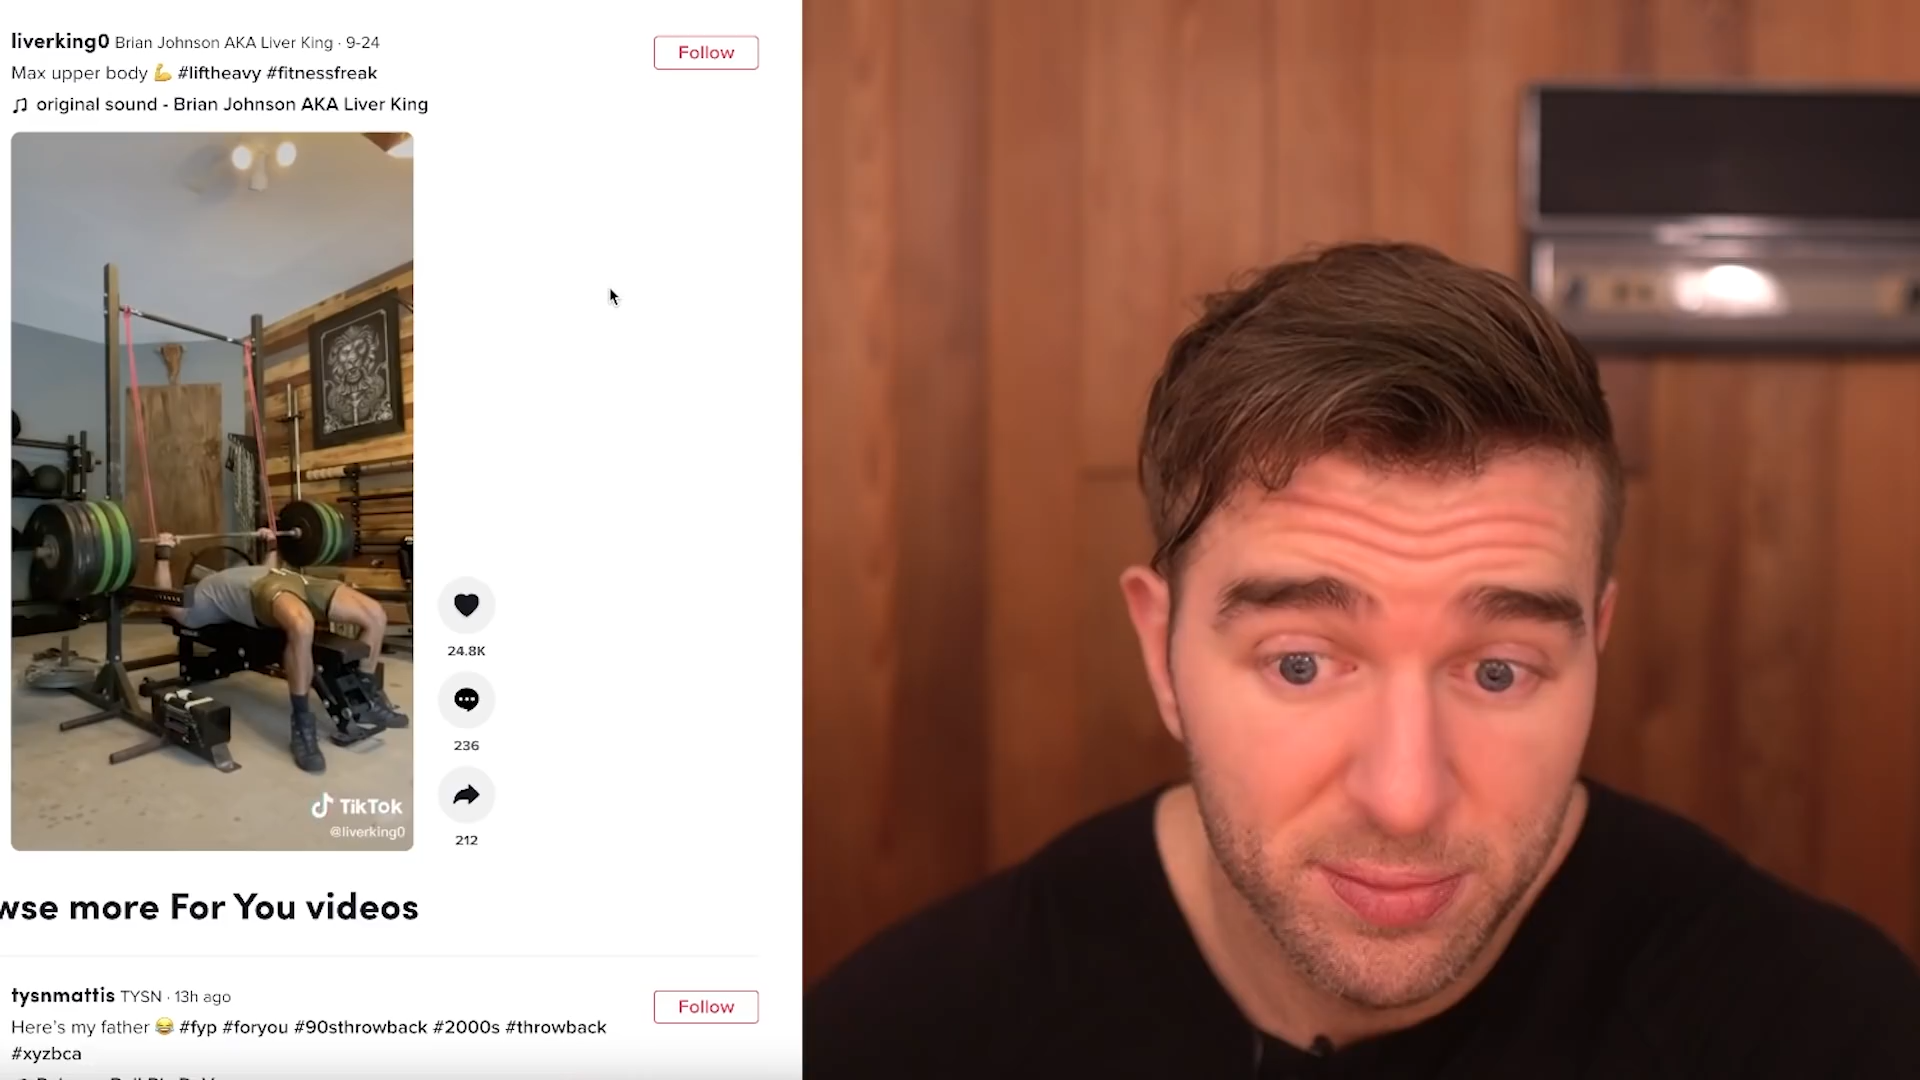 liverking0 Brian Johnson AKA Liver King · 9-24
Follow
Max upper body 💪 #liftheavy #fitnessfreak
♫ original sound - Brian Johnson AKA Liver King
24.8K
236
212
TikTok
@liverking0
wse more For You videos
tysnmattis TYSN · 13h ago
Follow
Here's my father 😂 #fyp #foryou #90sthrowback #2000s #throwback
#xyzbca